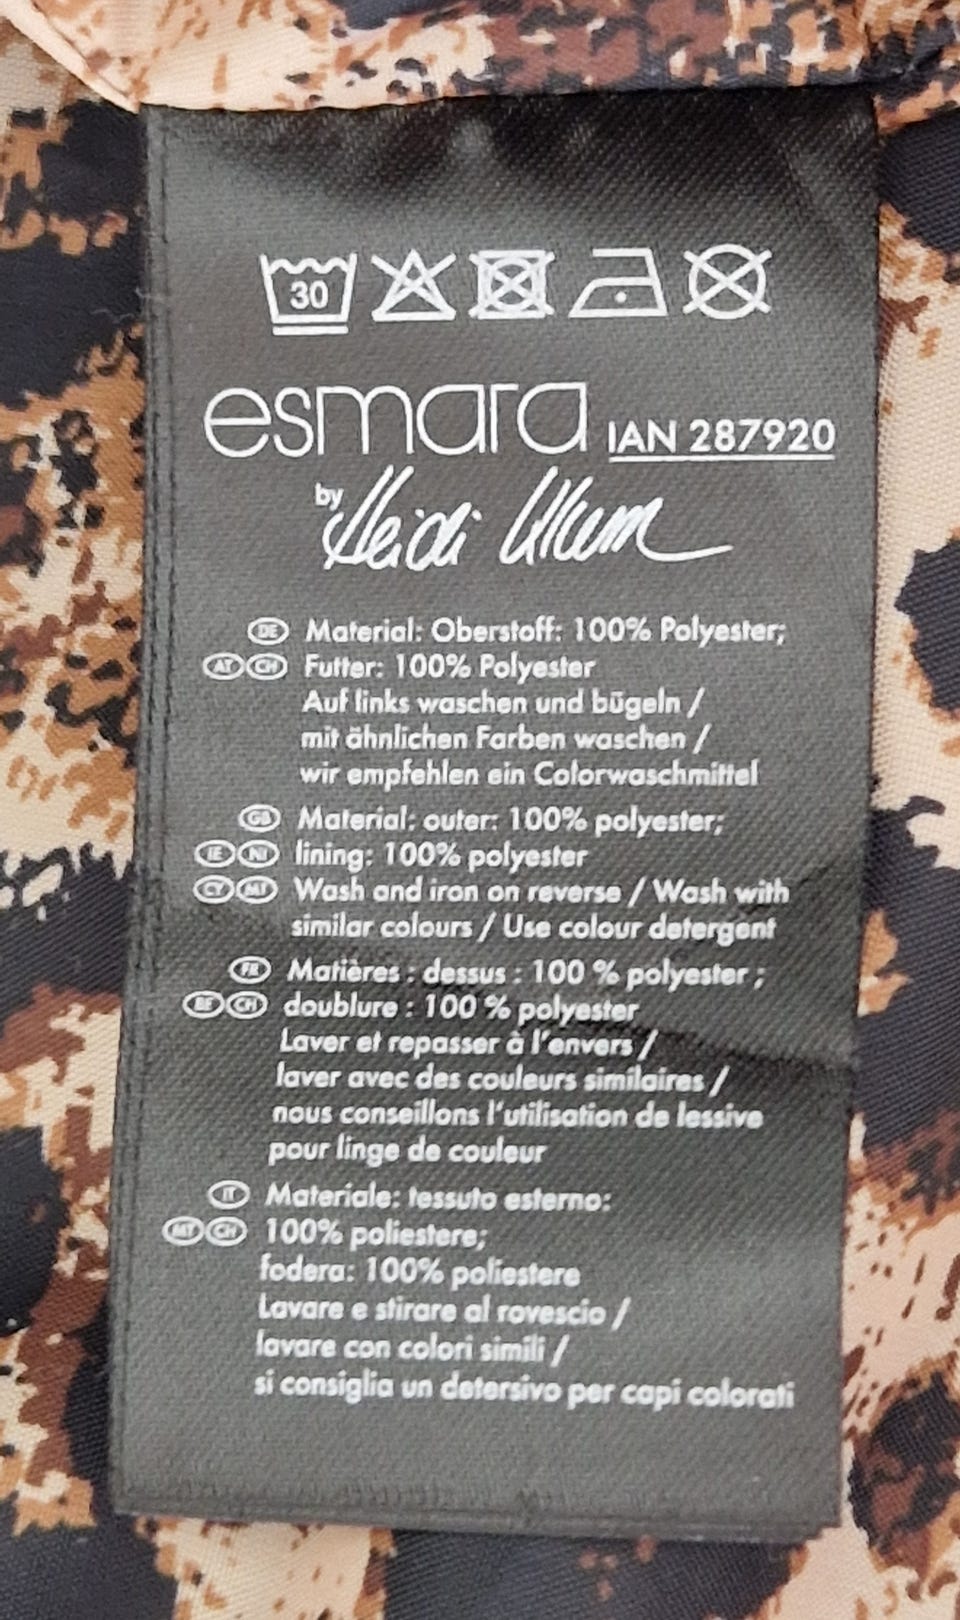 30
esmara IAN 287920
by Heidi Klum
DE Material: Oberstoff: 100% Polyester;
AT CH Futter: 100% Polyester
Auf links waschen und bügeln /
mit ähnlichen Farben waschen /
wir empfehlen ein Colorwaschmittel
GB Material: outer: 100% polyester;
IE NI lining: 100% polyester
CY MT Wash and iron on reverse / Wash with
similar colours / Use colour detergent
FR Matières : dessus : 100 % polyester ;
BE CH doublure : 100 % polyester
Laver et repasser à l'envers /
laver avec des couleurs similaires /
nous conseillons l'utilisation de lessive
pour linge de couleur
IT Materiale: tessuto esterno:
MT CH 100% poliestere;
fodera: 100% poliestere
Lavare e stirare al rovescio /
lavare con colori simili /
si consiglia un detersivo per capi colorati